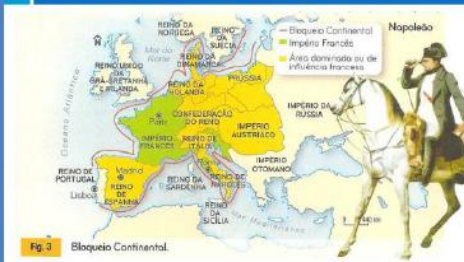 Napoleão
Bloqueio Continental
Império Francês
Área dominada ou de
influência francesa
REINO DA
NORUEGA
REINO
DA
SUÉCIA
Mar do
Norte
REINO DA
DINAMARCA
REINO UNIDO
DA
GRÃ-BRETANHA
E IRLANDA
PRÚSSIA
REINO DA
HOLANDA
Oceano Atlântico
Paris
CONFEDERAÇÃO
DO RENO
IMPÉRIO DA
RÚSSIA
IMPÉRIO
FRANCÊS
REINO DE
ITÁLIA
IMPÉRIO
AUSTRÍACO
REINO DE
PORTUGAL
Madrid
Lisboa
REINO
DE
ESPANHA
REINO DA
SARDENHA
Roma
REINO DE
NÁPOLES
IMPÉRIO
OTOMANO
REINO
DA
SICÍLIA
Mar Mediterrâneo
Fig. 3 Bloqueio Continental.